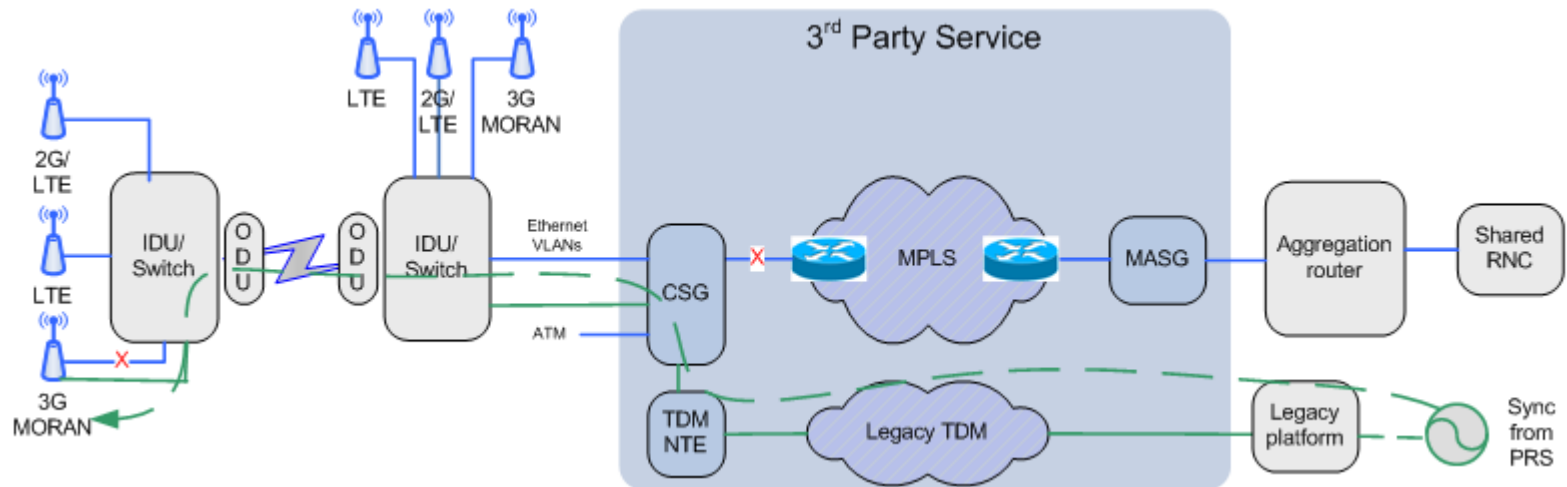 3rd Party Service
LTE
2G/
LTE
3G
MORAN
2G/
LTE
LTE
3G
MORAN
X
IDU/
Switch
O
D
U
O
D
U
IDU/
Switch
Ethernet
VLANs
ATM
CSG
X
MPLS
MASG
Aggregation
router
Shared
RNC
TDM
NTE
Legacy TDM
Legacy
platform
Sync
from
PRS